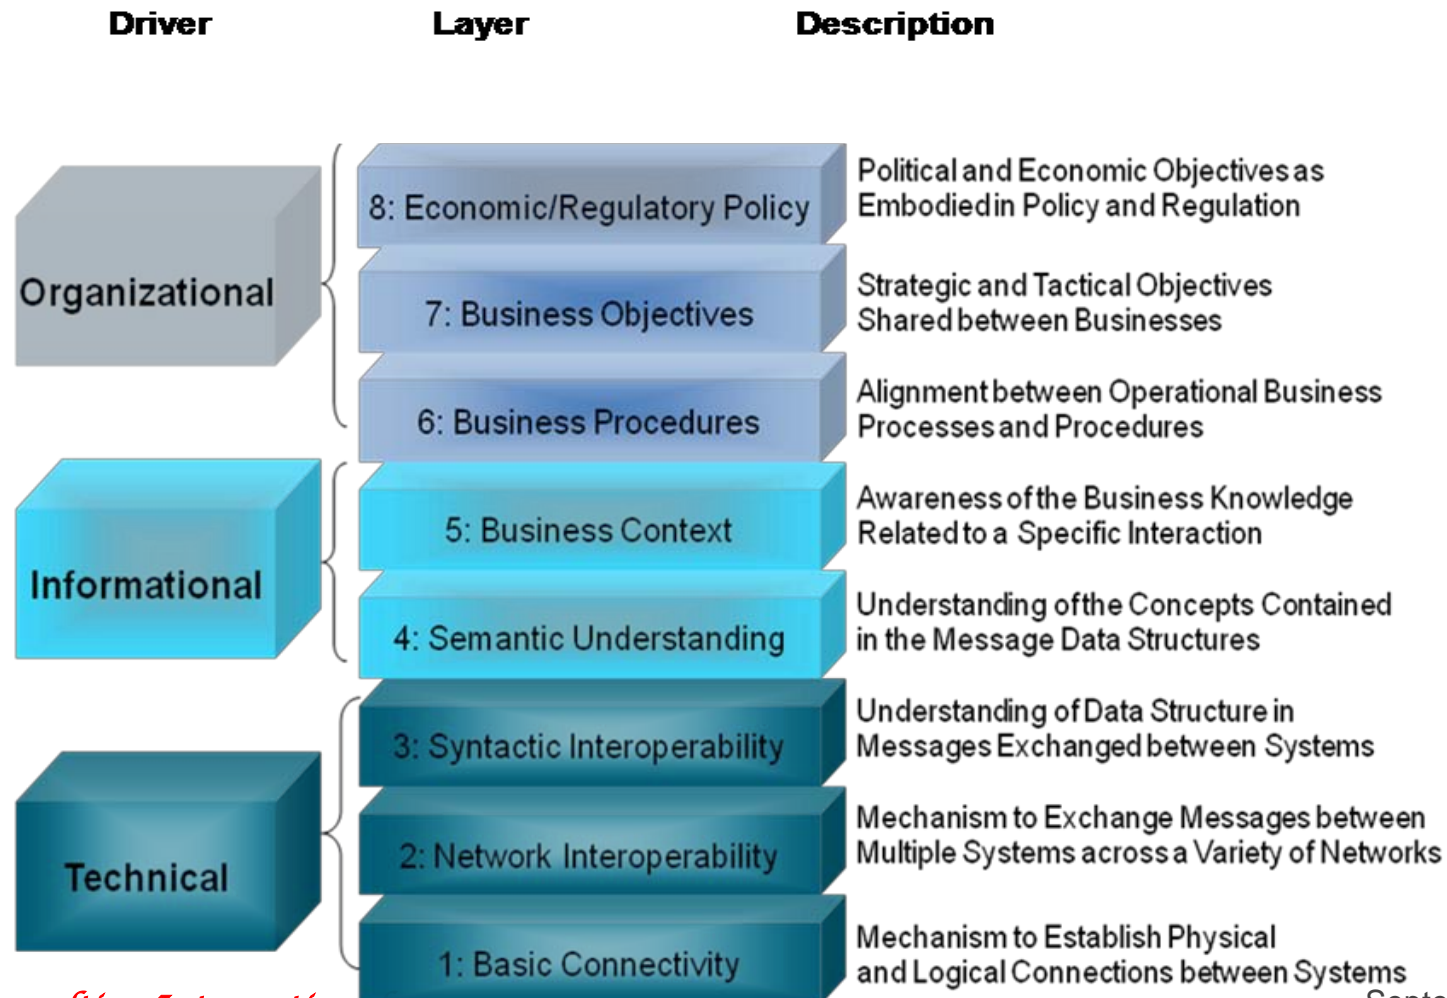 Driver
Layer
Description
Organizational
8: Economic/Regulatory Policy
Political and Economic Objectives as
Embodied in Policy and Regulation
7: Business Objectives
Strategic and Tactical Objectives
Shared between Businesses
6: Business Procedures
Alignment between Operational Business
Processes and Procedures
Informational
5: Business Context
Awareness of the Business Knowledge
Related to a Specific Interaction
4: Semantic Understanding
Understanding of the Concepts Contained
in the Message Data Structures
Technical
3: Syntactic Interoperability
Understanding of Data Structure in
Messages Exchanged between Systems
2: Network Interoperability
Mechanism to Exchange Messages between
Multiple Systems across a Variety of Networks
1: Basic Connectivity
Mechanism to Establish Physical
and Logical Connections between Systems